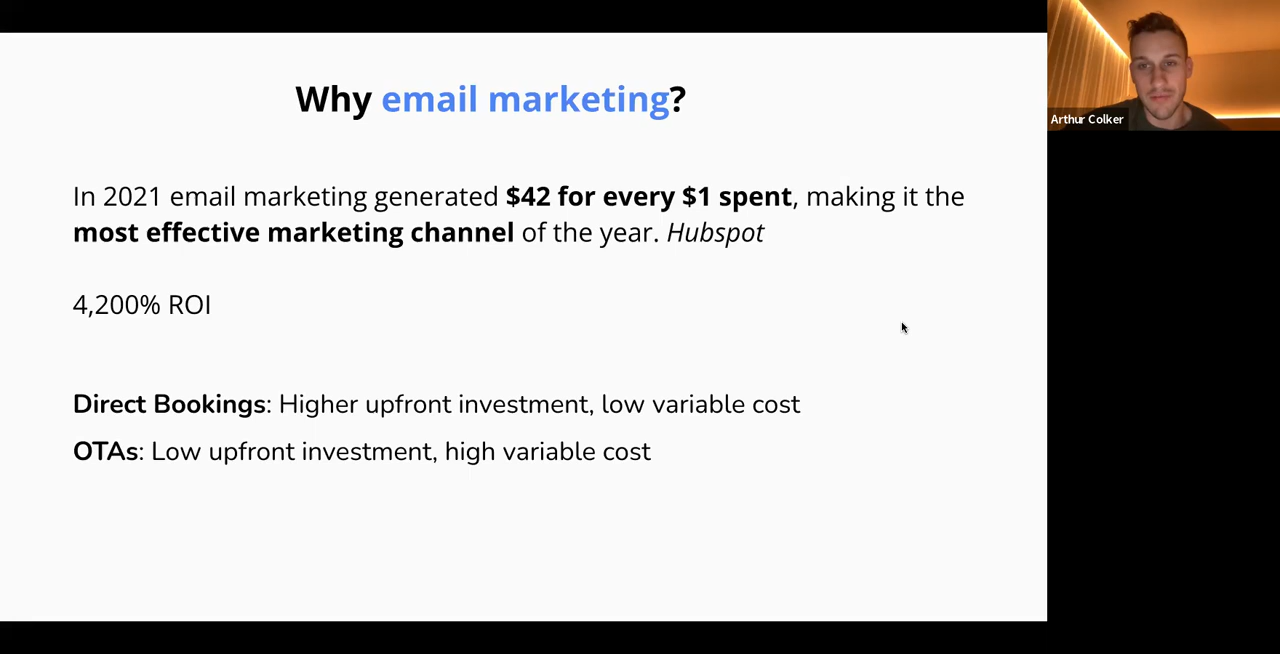 Why email marketing?
Arthur Colker
In 2021 email marketing generated $42 for every $1 spent, making it the
most effective marketing channel of the year. Hubspot
4,200% ROI
Direct Bookings: Higher upfront investment, low variable cost
OTAs: Low upfront investment, high variable cost